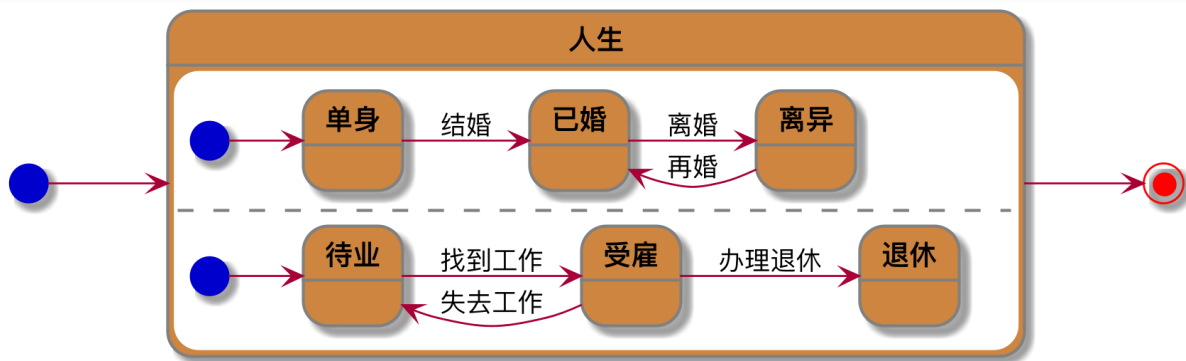 人生
单身
结婚
已婚
离婚
离异
再婚
待业
找到工作
受雇
办理退休
退休
失去工作